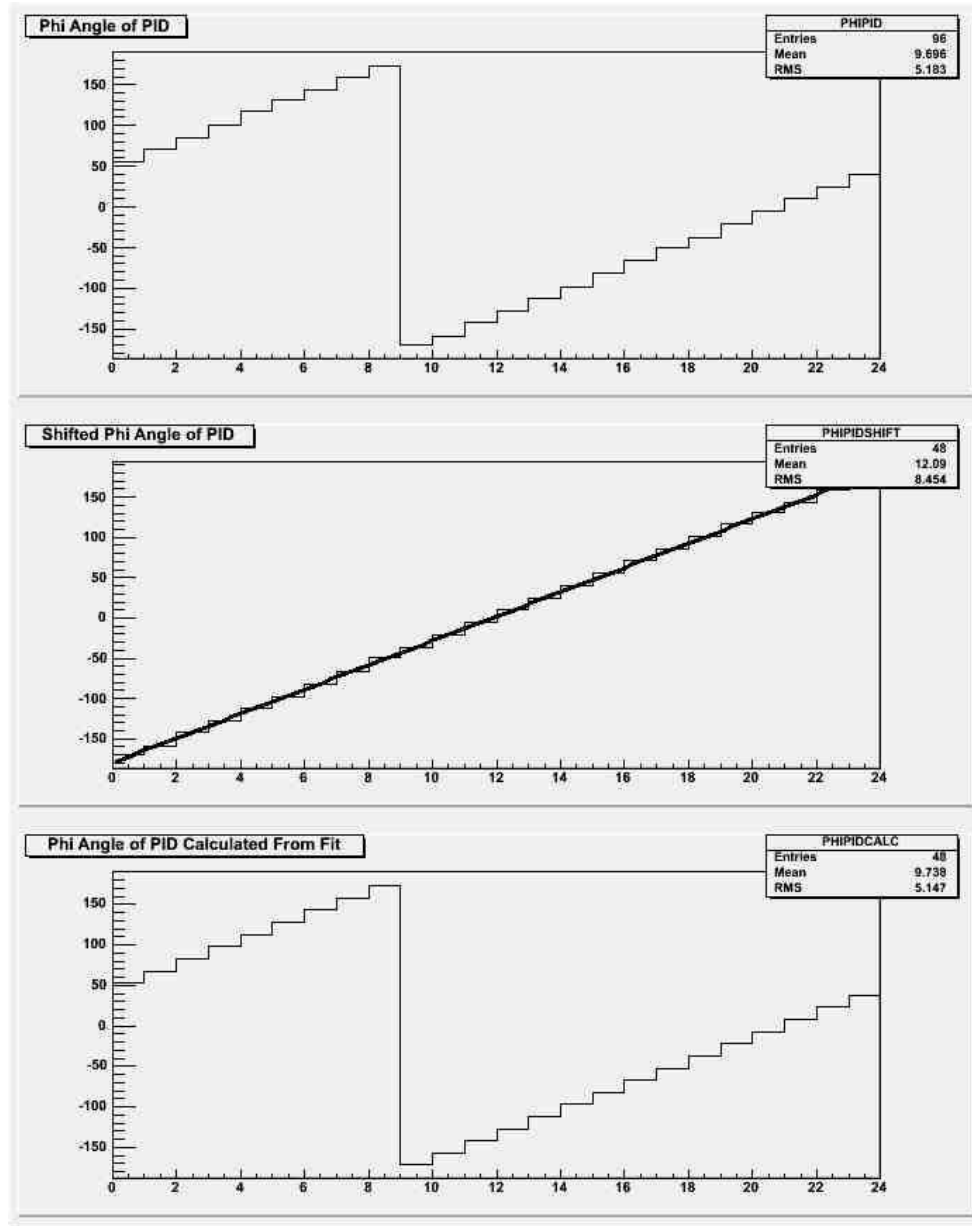 Phi Angle of PID
PHIPID
Entries 96
Mean 9.696
RMS 5.183
150
100
50
0
-50
-100
-150
0 2 4 6 8 10 12 14 16 18 20 22 24
Shifted Phi Angle of PID
PHIPIDSHIFT
Entries 48
Mean 12.09
RMS 8.454
150
100
50
0
-50
-100
-150
0 2 4 6 8 10 12 14 16 18 20 22 24
Phi Angle of PID Calculated From Fit
PHIPIDCALC
Entries 48
Mean 9.738
RMS 5.147
150
100
50
0
-50
-100
-150
0 2 4 6 8 10 12 14 16 18 20 22 24